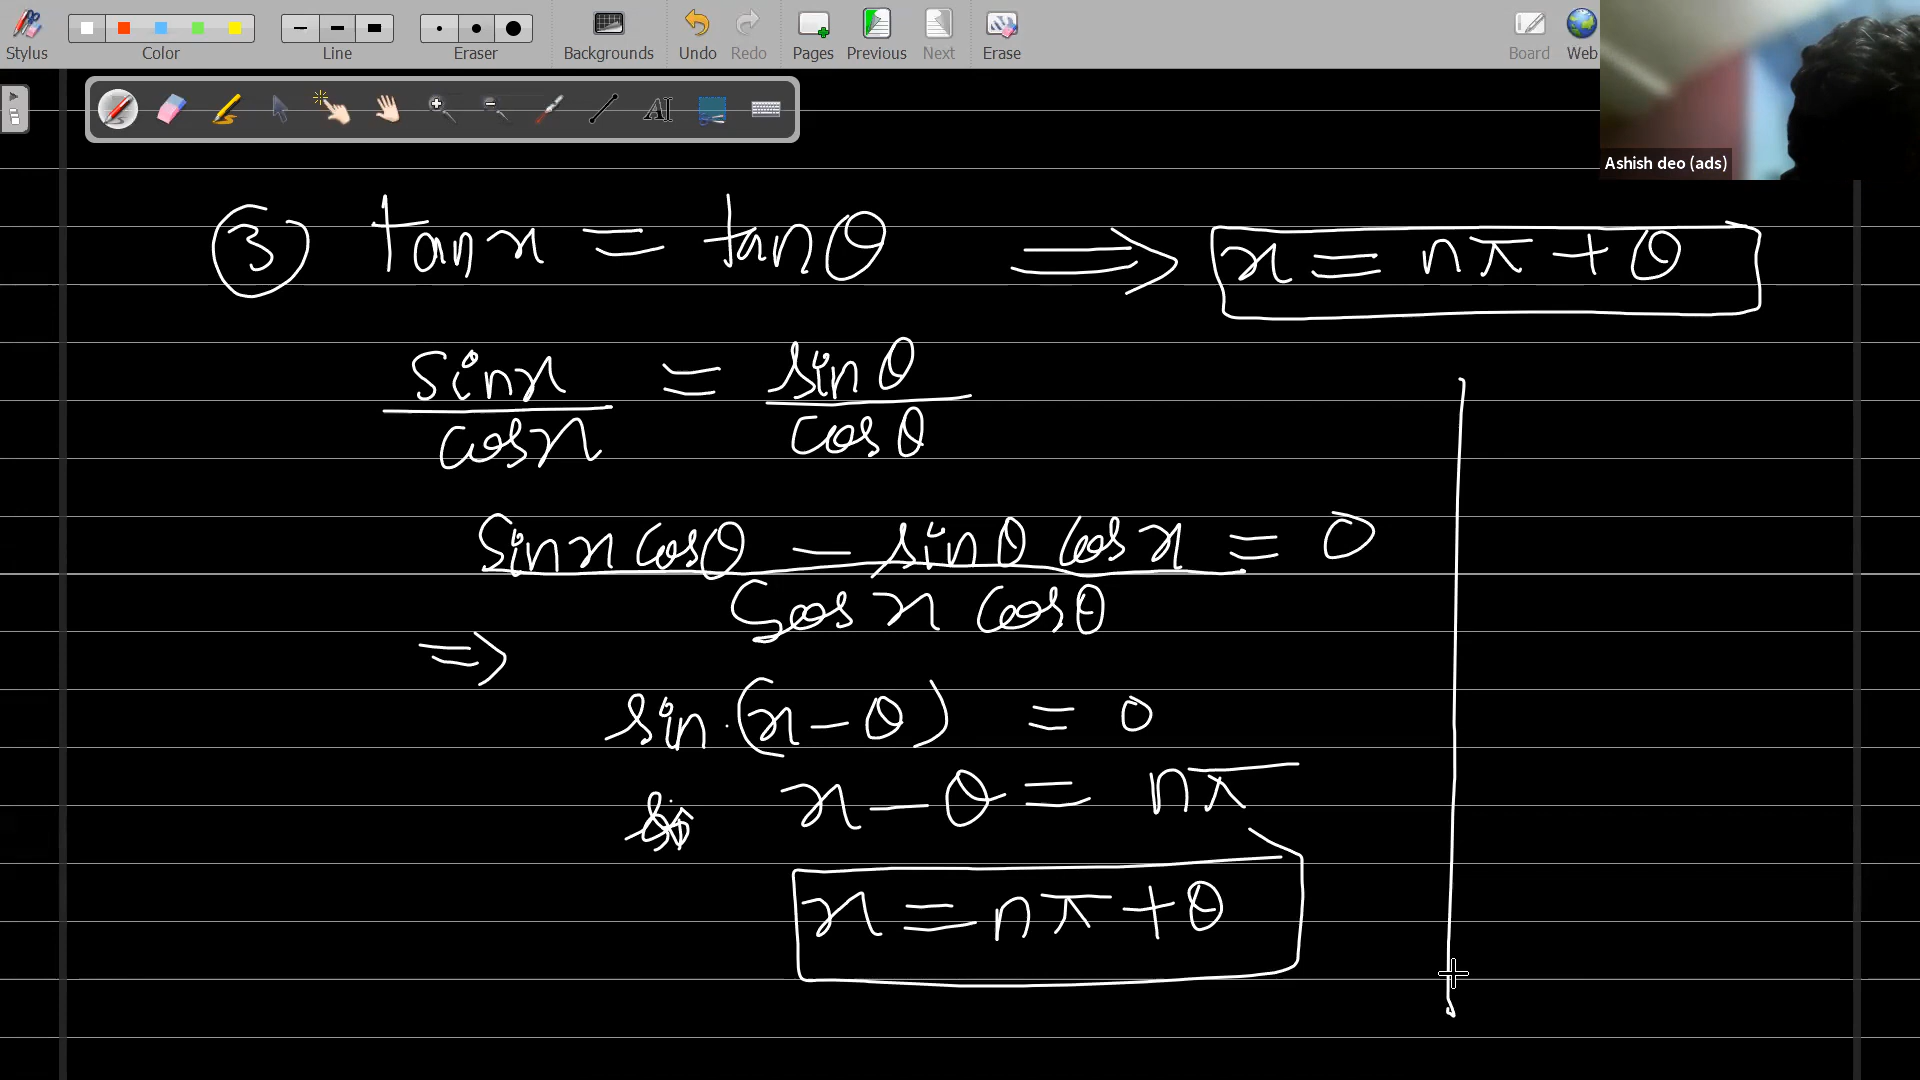 Stylus Color Line Eraser Backgrounds Undo Redo Pages Previous Next Erase Board Web
Ashish deo (ads)
③ tan x = tan θ ⟹ x = nπ + θ
sin x / cos x = sin θ / cos θ
sin x cos θ − sin θ cos x / cos x cos θ = 0
⇒
sin (x − θ) = 0
x − θ = nπ
x = nπ + θ